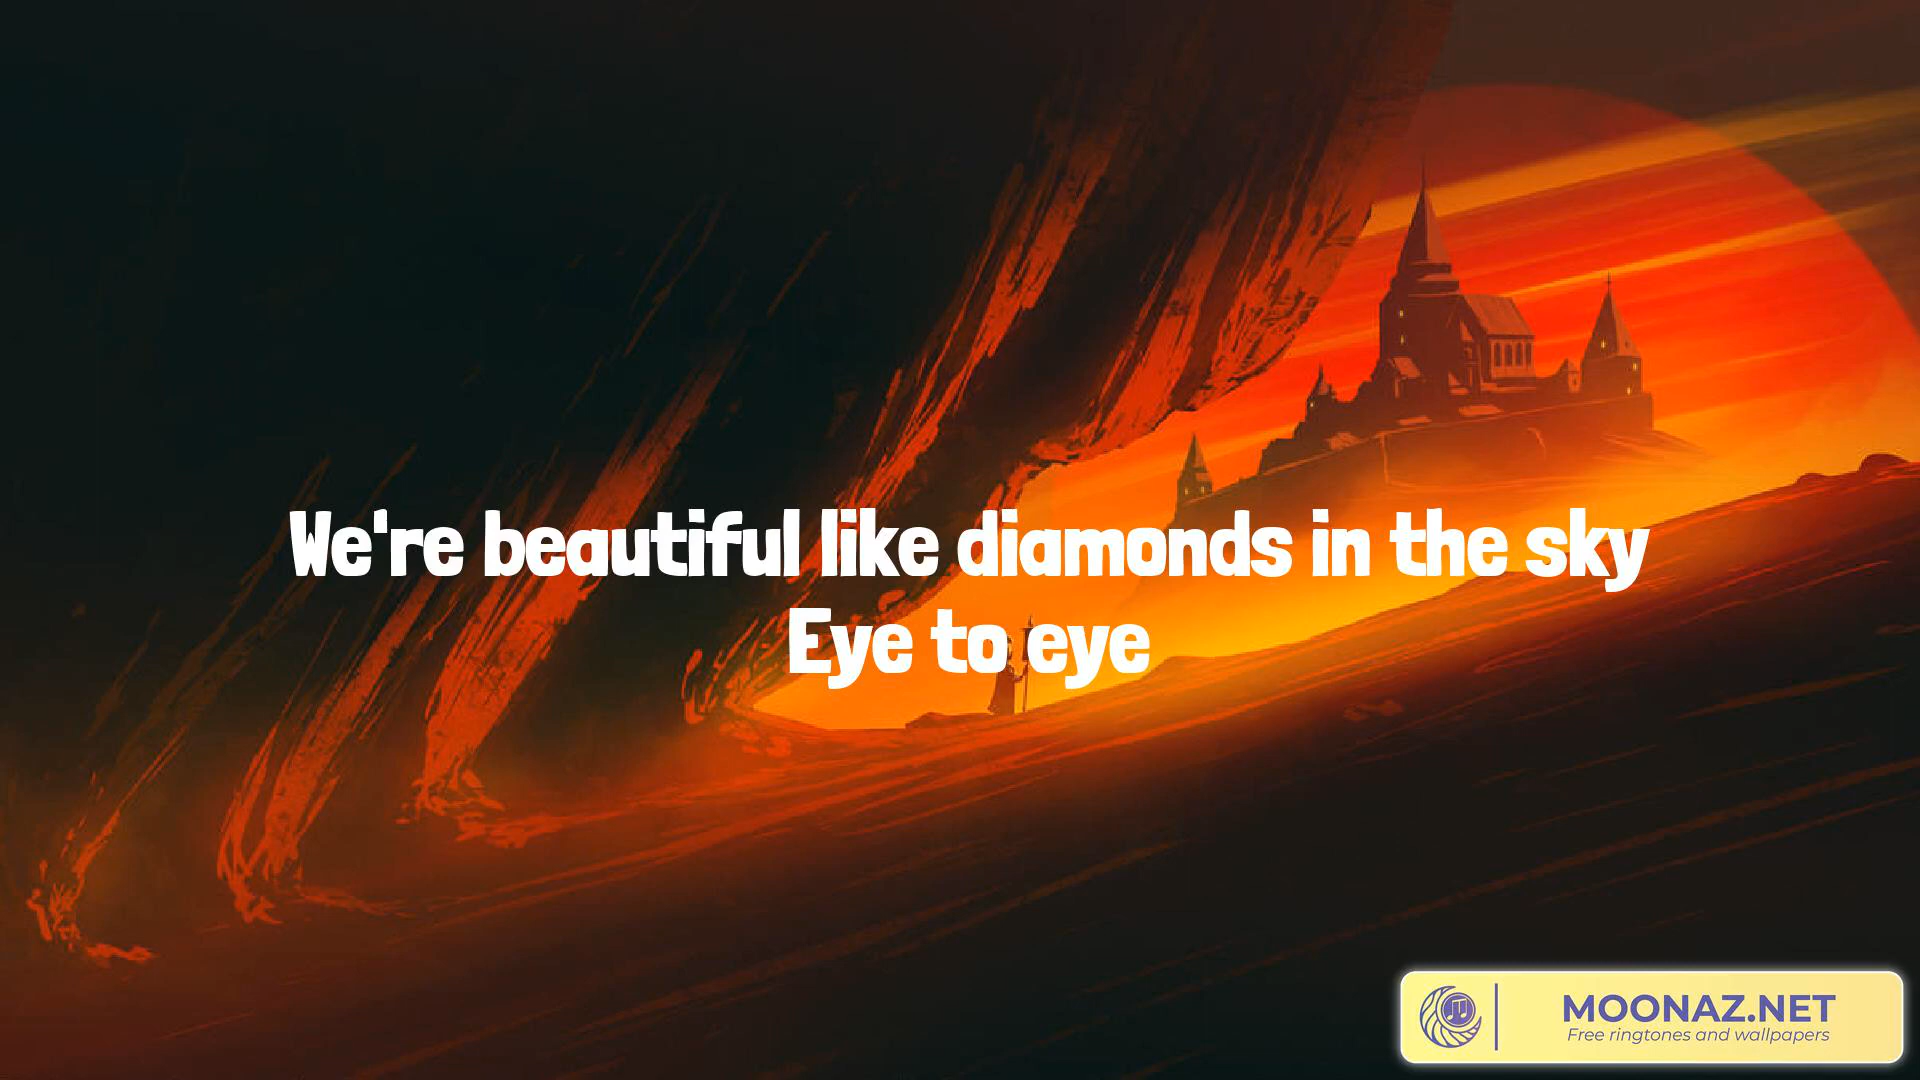 We're beautiful like diamonds in the sky
Eye to eye
MOONAZ.NET
Free ringtones and wallpapers